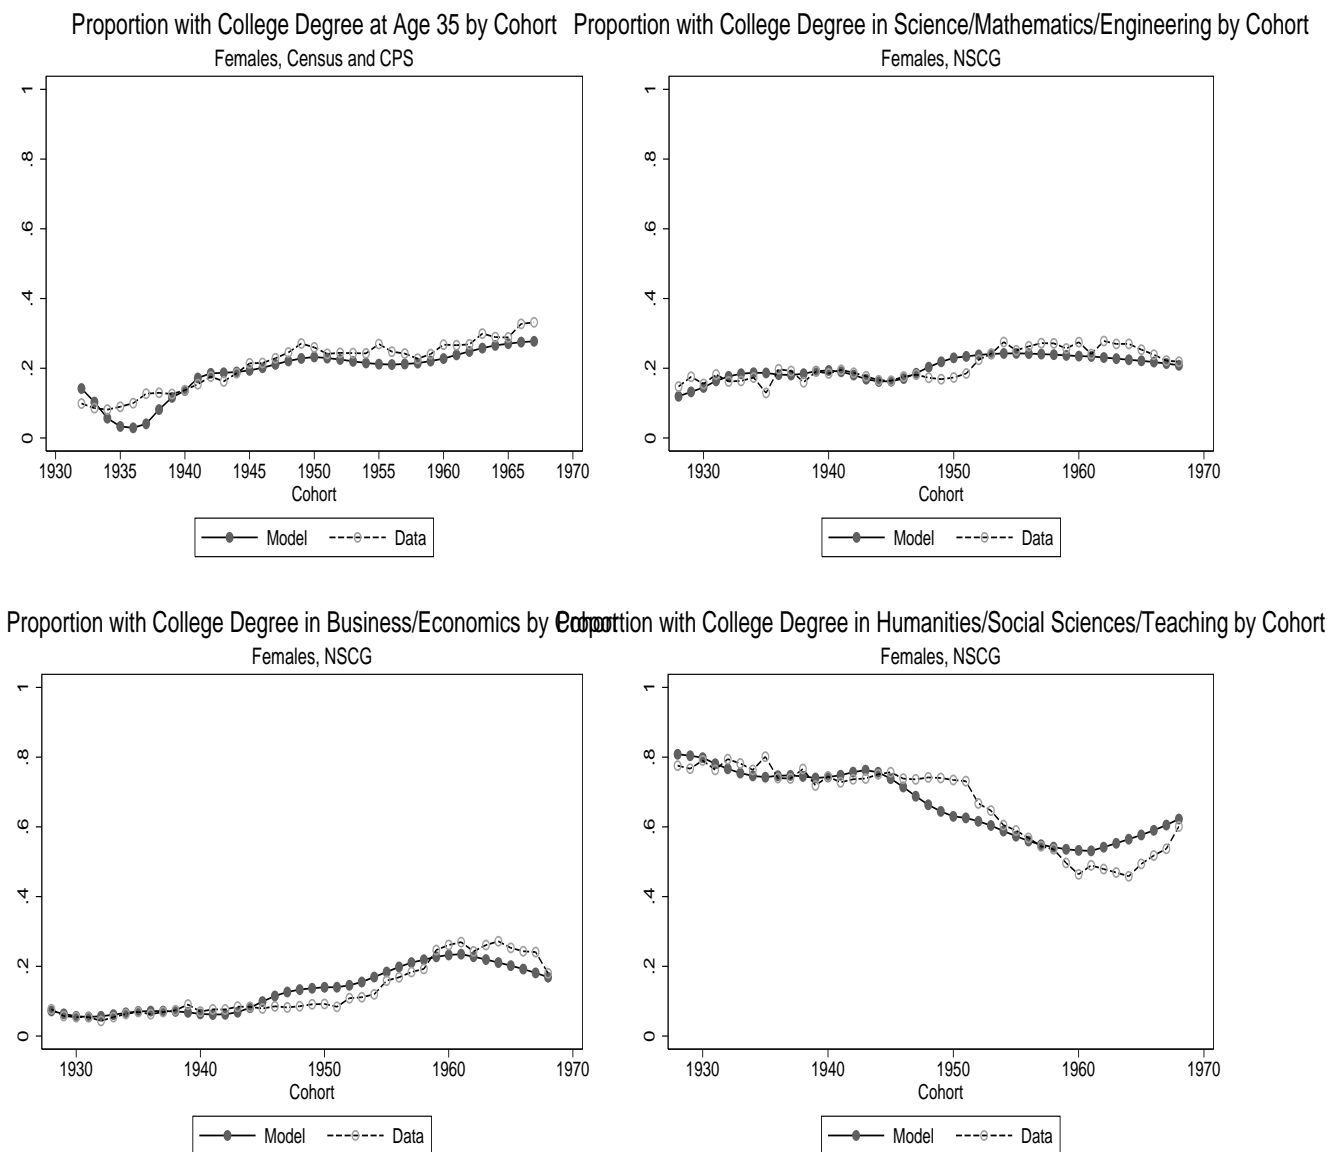 Proportion with College Degree at Age 35 by Cohort
Females, Census and CPS
1
.8
.6
.4
.2
0
1930 1935 1940 1945 1950 1955 1960 1965 1970
Cohort
Model Data
Proportion with College Degree in Science/Mathematics/Engineering by Cohort
Females, NSCG
1
.8
.6
.4
.2
0
1930 1940 1950 1960 1970
Cohort
Model Data
Proportion with College Degree in Business/Economics by Cohort
Females, NSCG
1
.8
.6
.4
.2
0
1930 1940 1950 1960 1970
Cohort
Model Data
Proportion with College Degree in Humanities/Social Sciences/Teaching by Cohort
Females, NSCG
1
.8
.6
.4
.2
0
1930 1940 1950 1960 1970
Cohort
Model Data